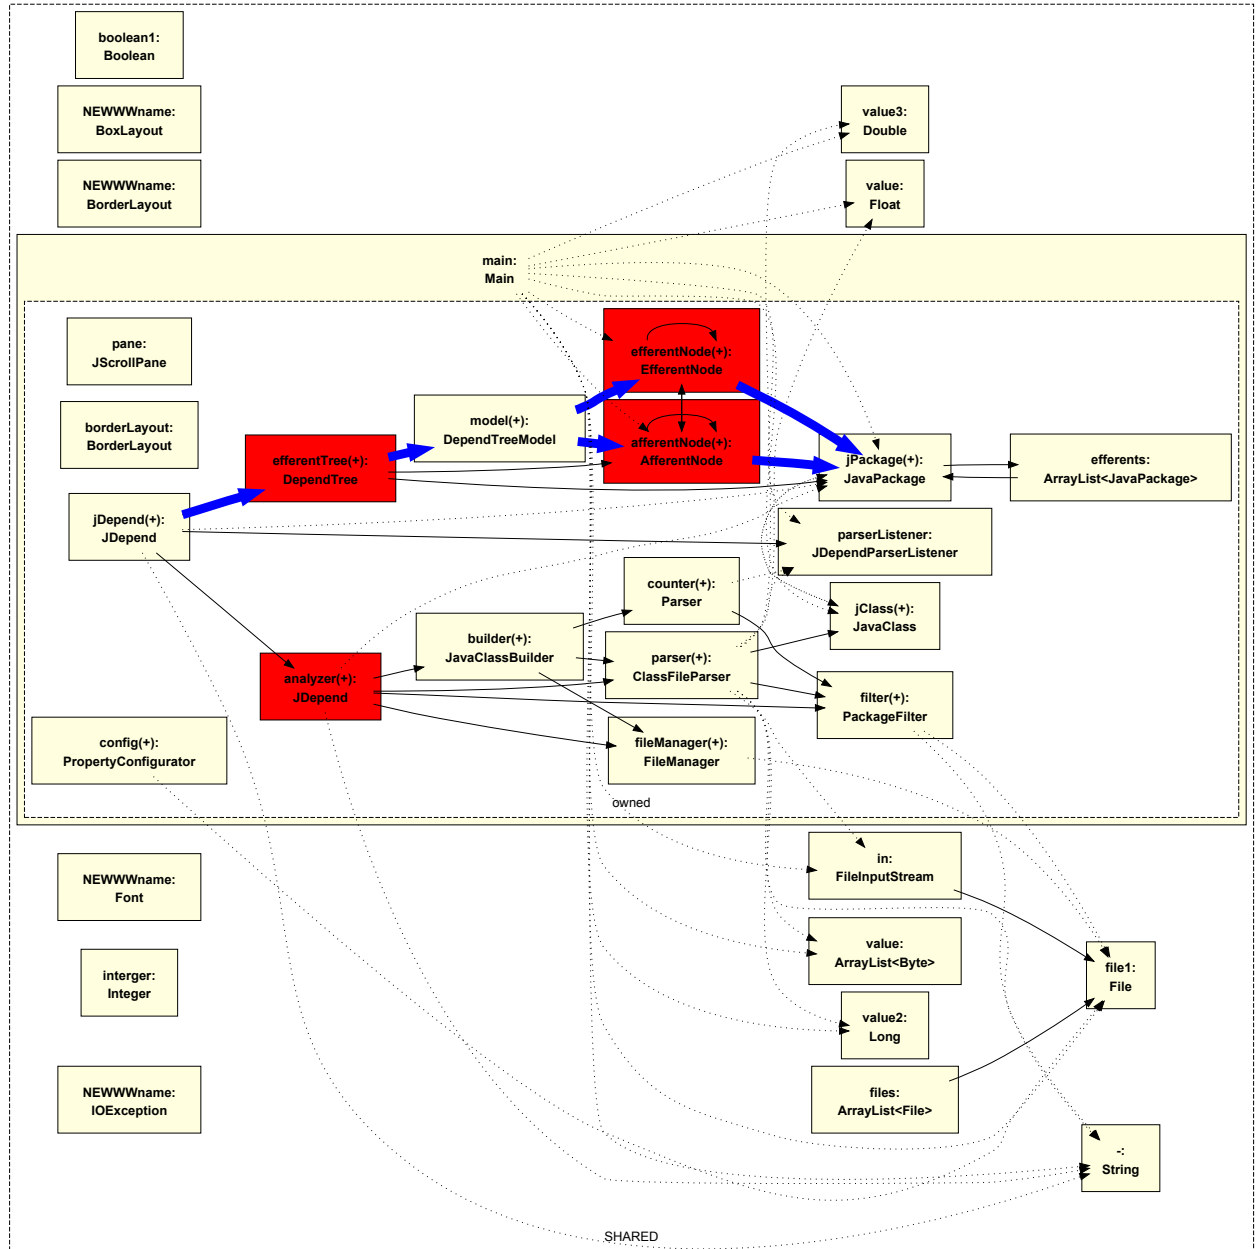 boolean1:
Boolean
NEWWWname:
BoxLayout
value3:
Double
NEWWWname:
BorderLayout
value:
Float
main:
Main
pane:
JScrollPane
efferentNode(+):
EfferentNode
borderLayout:
BorderLayout
model(+):
DependTreeModel
afferentNode(+):
AfferentNode
efferentTree(+):
DependTree
jPackage(+):
JavaPackage
efferents:
ArrayList<JavaPackage>
jDepend(+):
JDepend
parserListener:
JDependParserListener
counter(+):
Parser
jClass(+):
JavaClass
builder(+):
JavaClassBuilder
parser(+):
ClassFileParser
analyzer(+):
JDepend
filter(+):
PackageFilter
config(+):
PropertyConfigurator
fileManager(+):
FileManager
owned
in:
FileInputStream
NEWWWname:
Font
value:
ArrayList<Byte>
interger:
Integer
file1:
File
value2:
Long
NEWWWname:
IOException
files:
ArrayList<File>
-:
String
SHARED